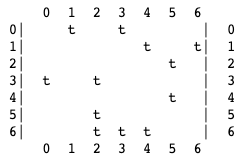 0  1  2  3  4  5  6
0|     t     t           |  0
1|              t     t|  1
2|                 t     |  2
3|  t     t              |  3
4|                 t     |  4
5|        t              |  5
6|        t  t  t        |  6
    0  1  2  3  4  5  6